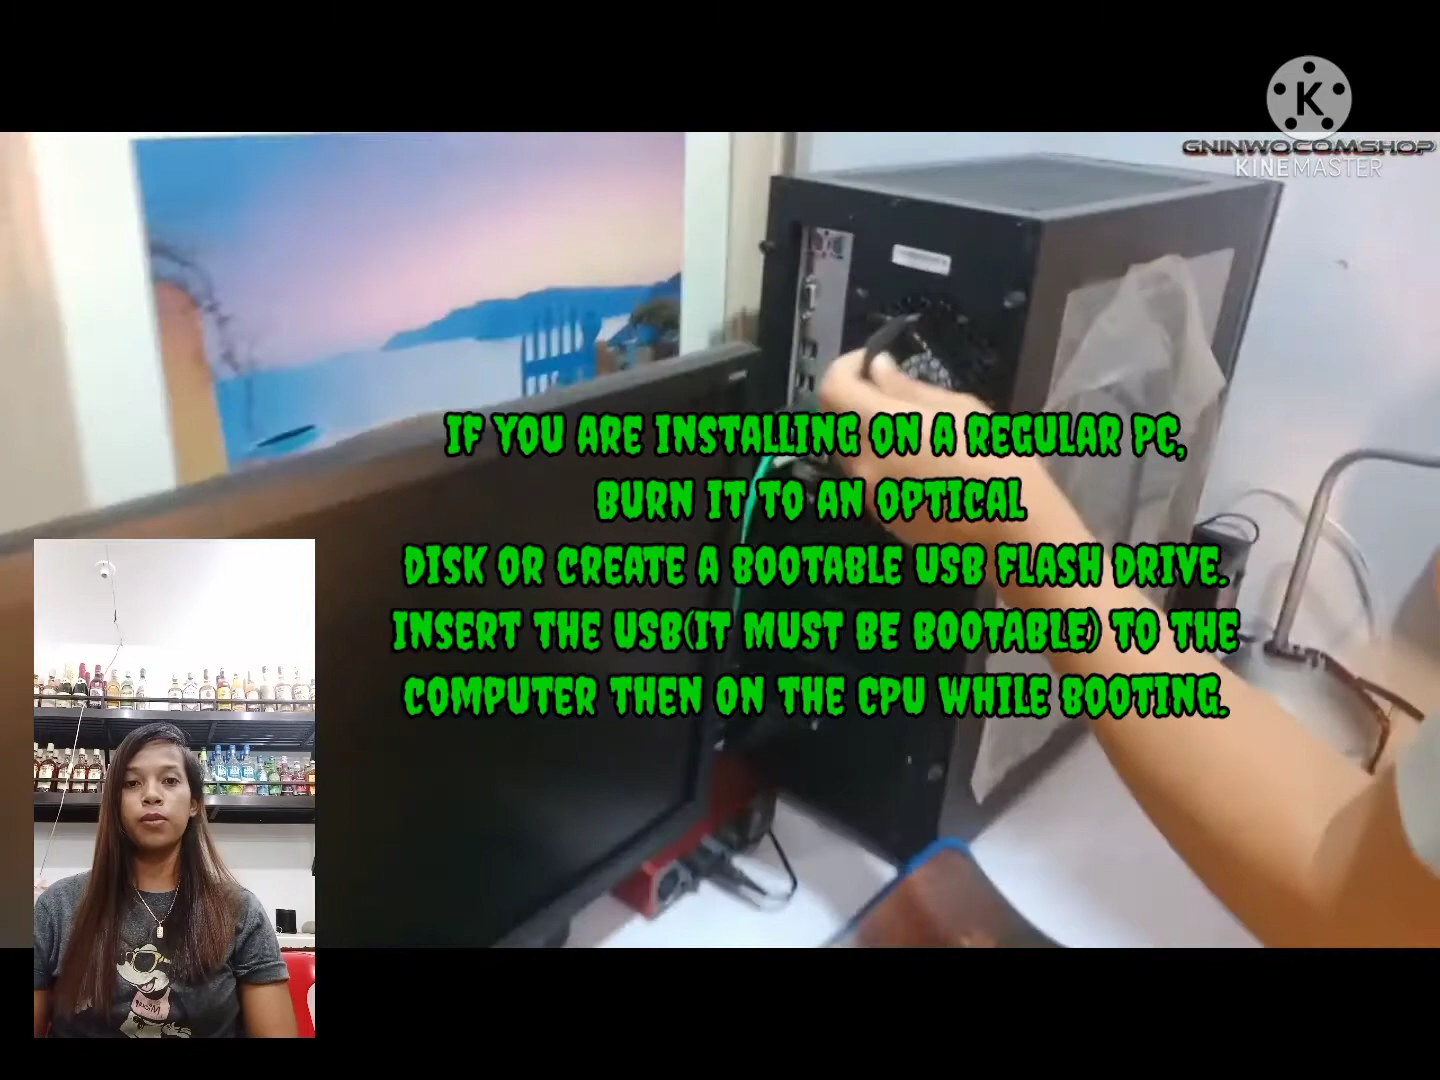 K
GNINWOCOMSHOP
KINEMASTER
IF YOU ARE INSTALLING ON A REGULAR PC,
BURN IT TO AN OPTICAL
DISK OR CREATE A BOOTABLE USB FLASH DRIVE.
INSERT THE USB(IT MUST BE BOOTABLE) TO THE
COMPUTER THEN ON THE CPU WHILE BOOTING.